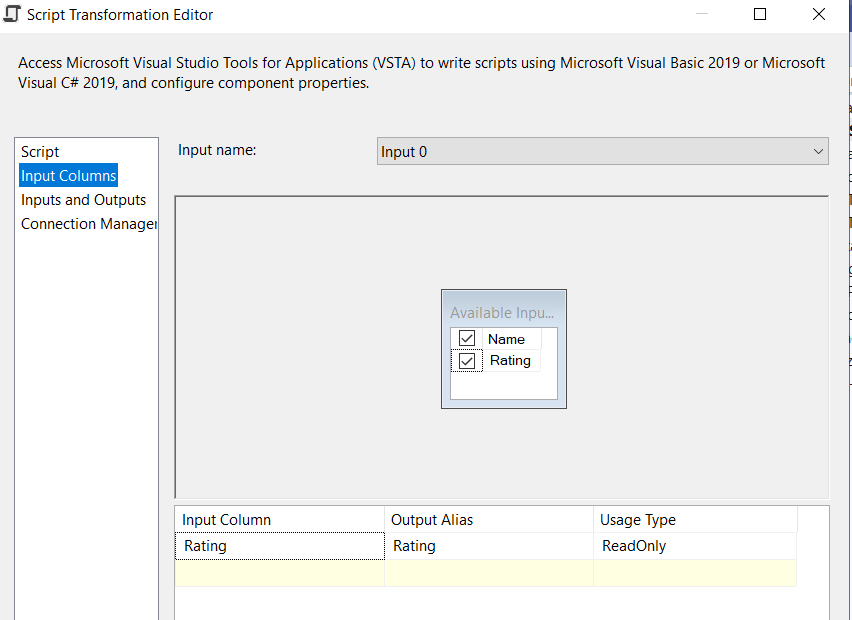 Script Transformation Editor
Access Microsoft Visual Studio Tools for Applications (VSTA) to write scripts using Microsoft Visual Basic 2019 or Microsoft
Visual C# 2019, and configure component properties.
Script
Input Columns
Inputs and Outputs
Connection Manager
Input name:
Input 0
Available Inpu...
Name
Rating
Input Column Output Alias Usage Type
Rating Rating ReadOnly